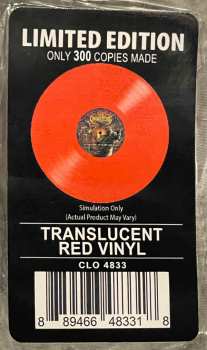 LIMITED EDITION
ONLY 300 COPIES MADE
Simulation Only
(Actual Product May Vary)
TRANSLUCENT
RED VINYL
CLO 4833
8 89466 48331 8